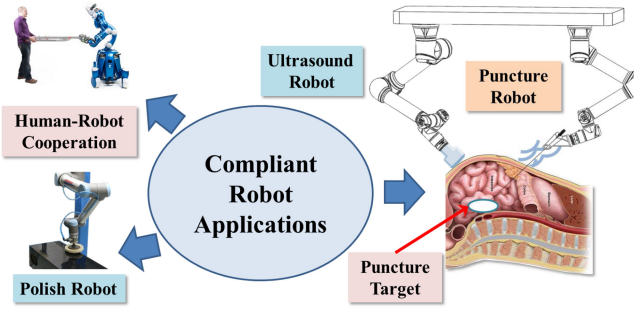 Ultrasound
Robot
Puncture
Robot
Human-Robot
Cooperation
Compliant
Robot
Applications
Polish Robot
Puncture
Target